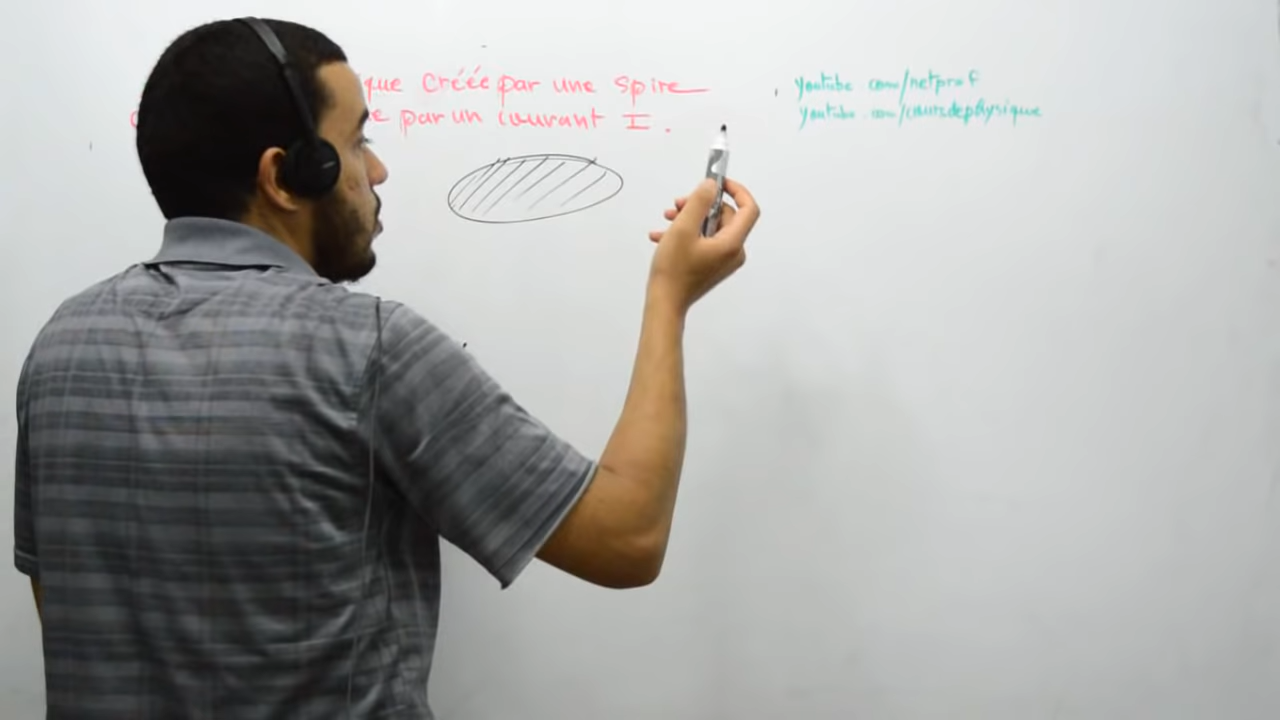 que créée par une spire
e par un courant I.
youtube.com/netprof
youtube.com/coursdephysique